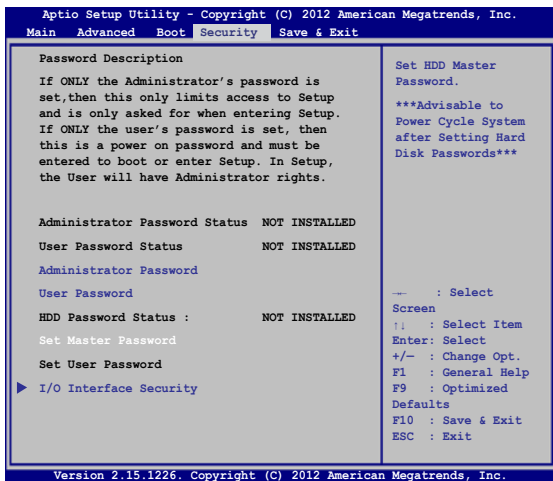 Aptio Setup Utility - Copyright (C) 2012 American Megatrends, Inc.
Main Advanced Boot Security Save & Exit
Password Description
If ONLY the Administrator's password is
set,then this only limits access to Setup
and is only asked for when entering Setup.
If ONLY the user's password is set, then
this is a power on password and must be
entered to boot or enter Setup. In Setup,
the User will have Administrator rights.
Administrator Password Status NOT INSTALLED
User Password Status NOT INSTALLED
Administrator Password
User Password
HDD Password Status : NOT INSTALLED
Set Master Password
Set User Password
I/O Interface Security
Set HDD Master
Password.
***Advisable to
Power Cycle System
after Setting Hard
Disk Passwords***
→← : Select
Screen
↑↓ : Select Item
Enter: Select
+/— : Change Opt.
F1 : General Help
F9 : Optimized
Defaults
F10 : Save & Exit
ESC : Exit
Version 2.15.1226. Copyright (C) 2012 American Megatrends, Inc.